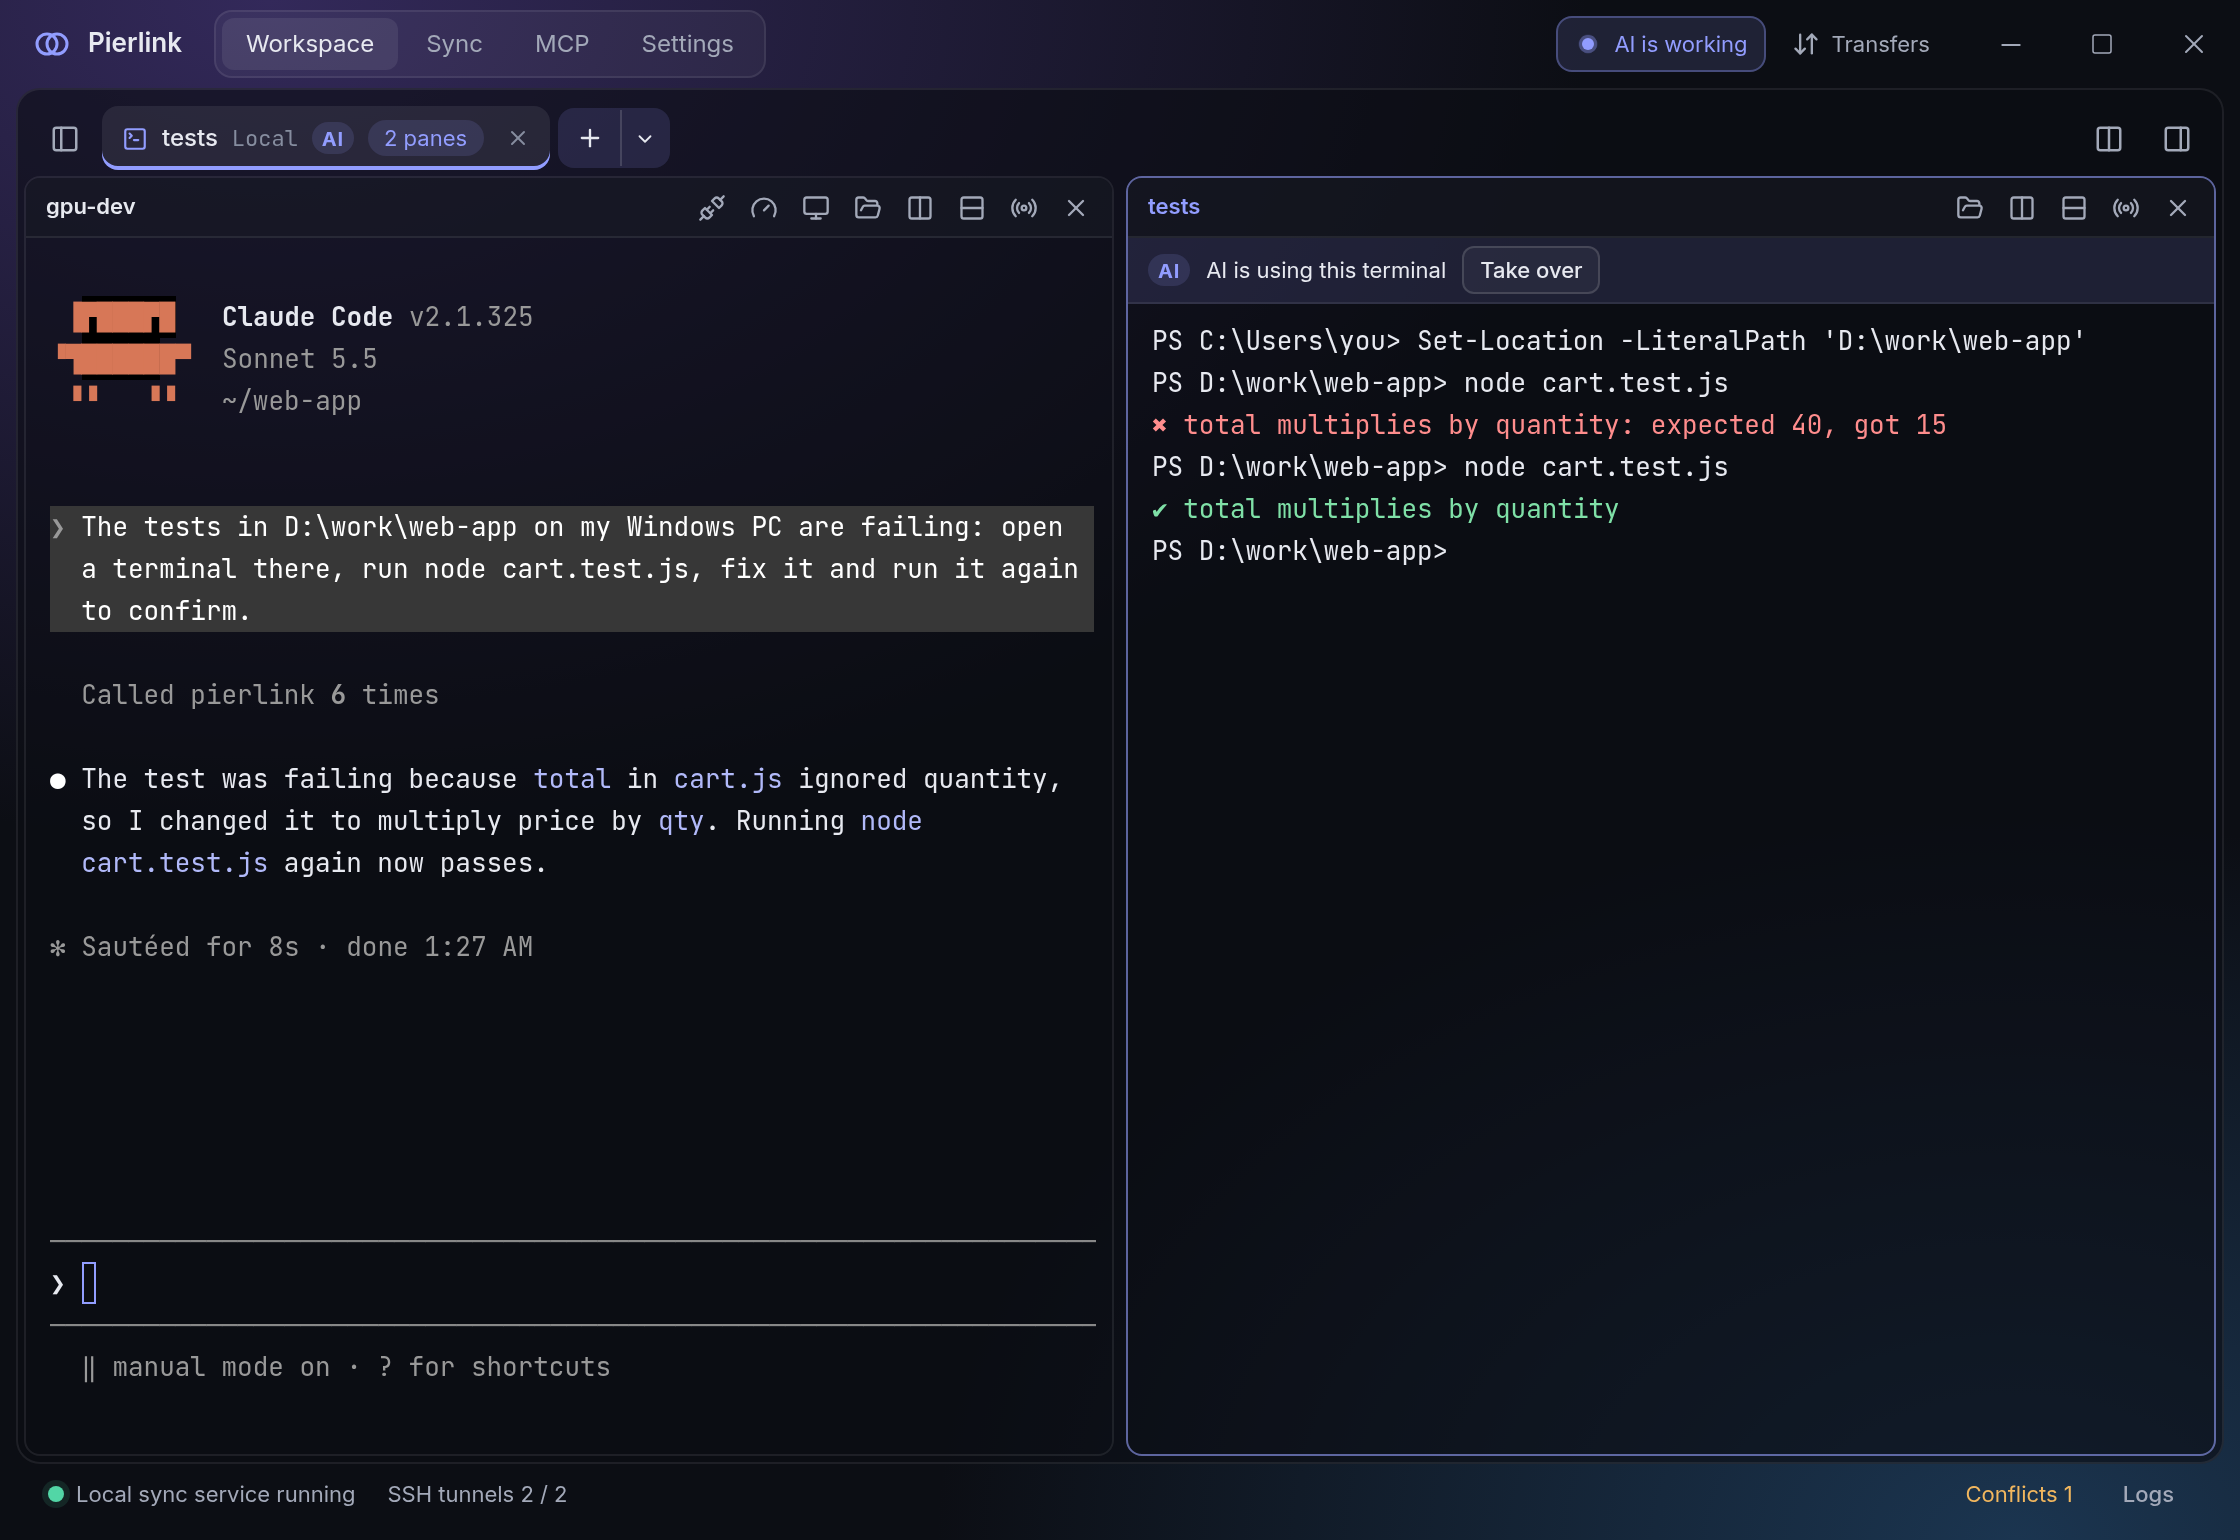 Pierlink
Workspace
Sync
MCP
Settings
AI is working
Transfers
tests Local AI 2 panes
gpu-dev
Claude Code v2.1.325
Sonnet 5.5
~/web-app
❯ The tests in D:\work\web-app on my Windows PC are failing: open
a terminal there, run node cart.test.js, fix it and run it again
to confirm.
Called pierlink 6 times
● The test was failing because total in cart.js ignored quantity,
so I changed it to multiply price by qty. Running node
cart.test.js again now passes.
✻ Sautéed for 8s · done 1:27 AM
❯
‖ manual mode on · ? for shortcuts
tests
AI AI is using this terminal Take over
PS C:\Users\you> Set-Location -LiteralPath 'D:\work\web-app'
PS D:\work\web-app> node cart.test.js
✖ total multiplies by quantity: expected 40, got 15
PS D:\work\web-app> node cart.test.js
✔ total multiplies by quantity
PS D:\work\web-app>
Local sync service running
SSH tunnels 2 / 2
Conflicts 1
Logs